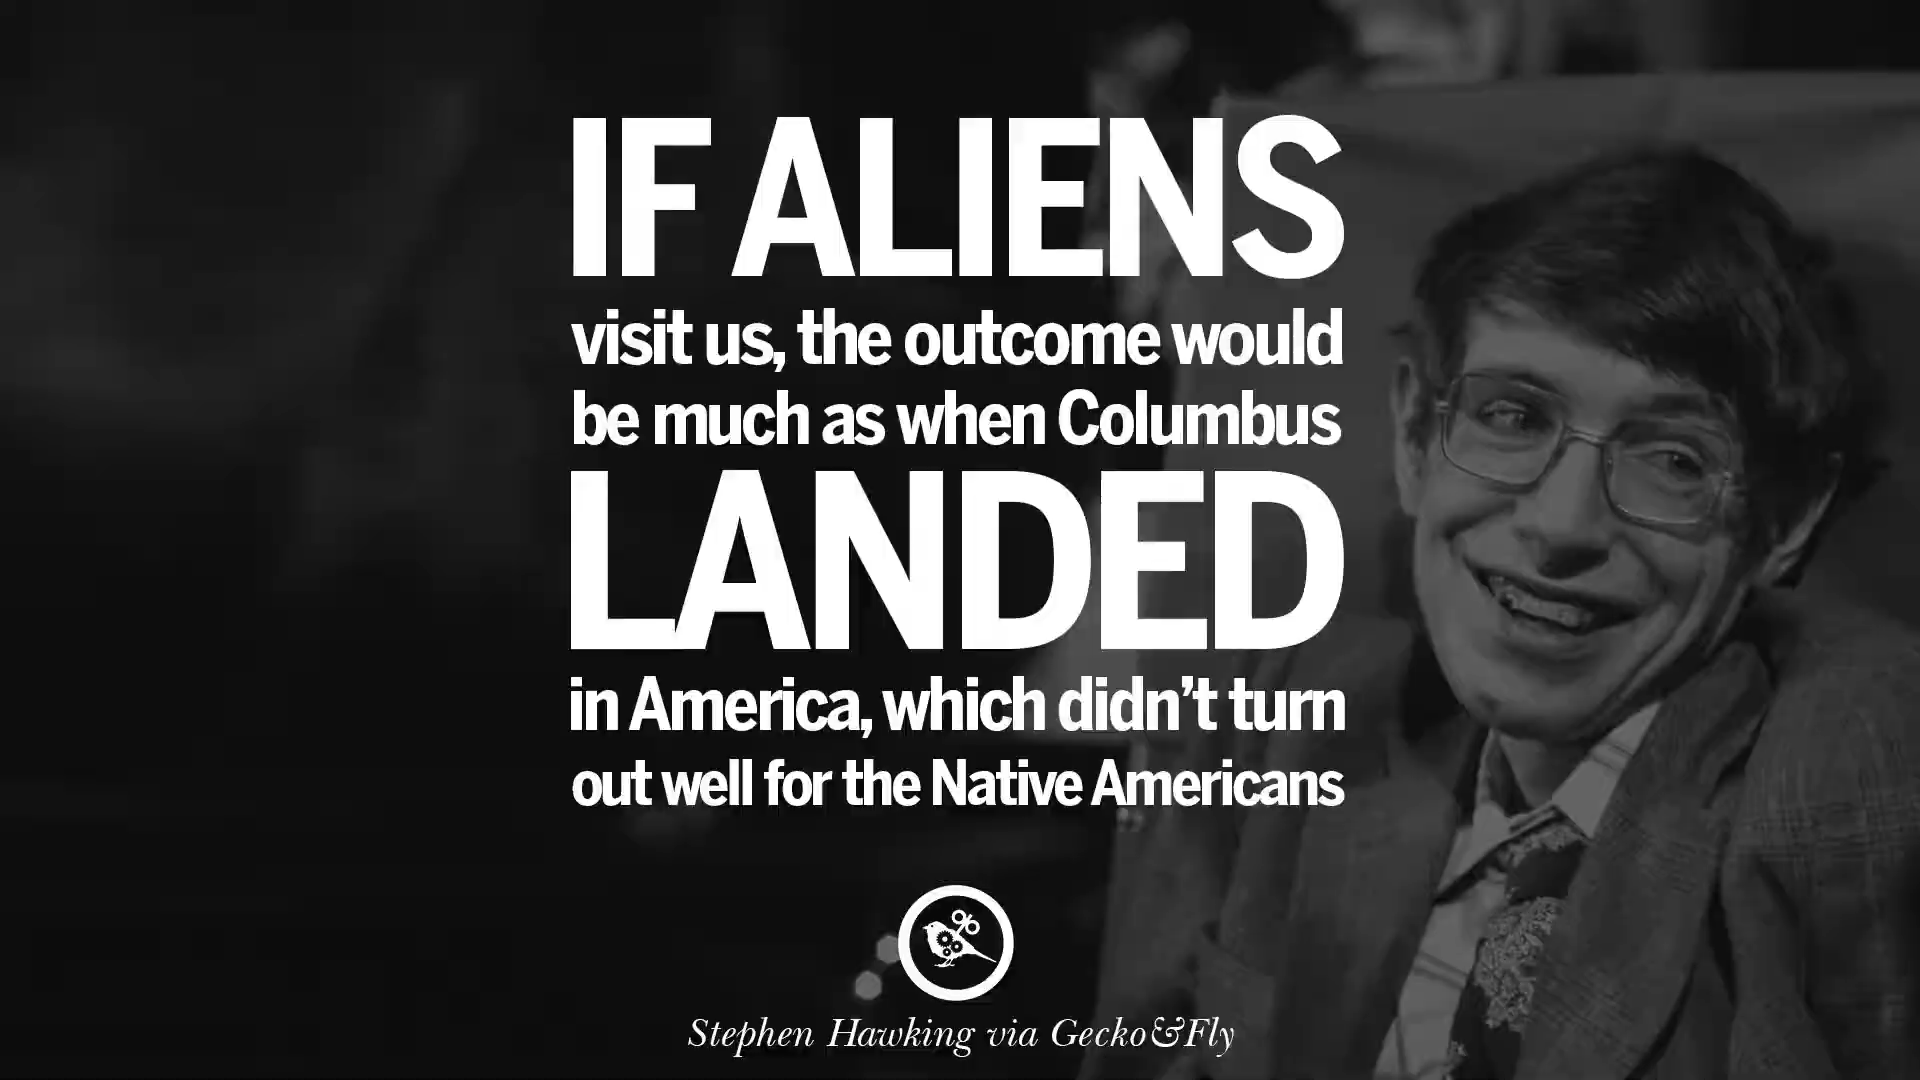 IF ALIENS
visit us, the outcome would
be much as when Columbus
LANDED
in America, which didn’t turn
out well for the Native Americans
Stephen Hawking via Gecko&Fly